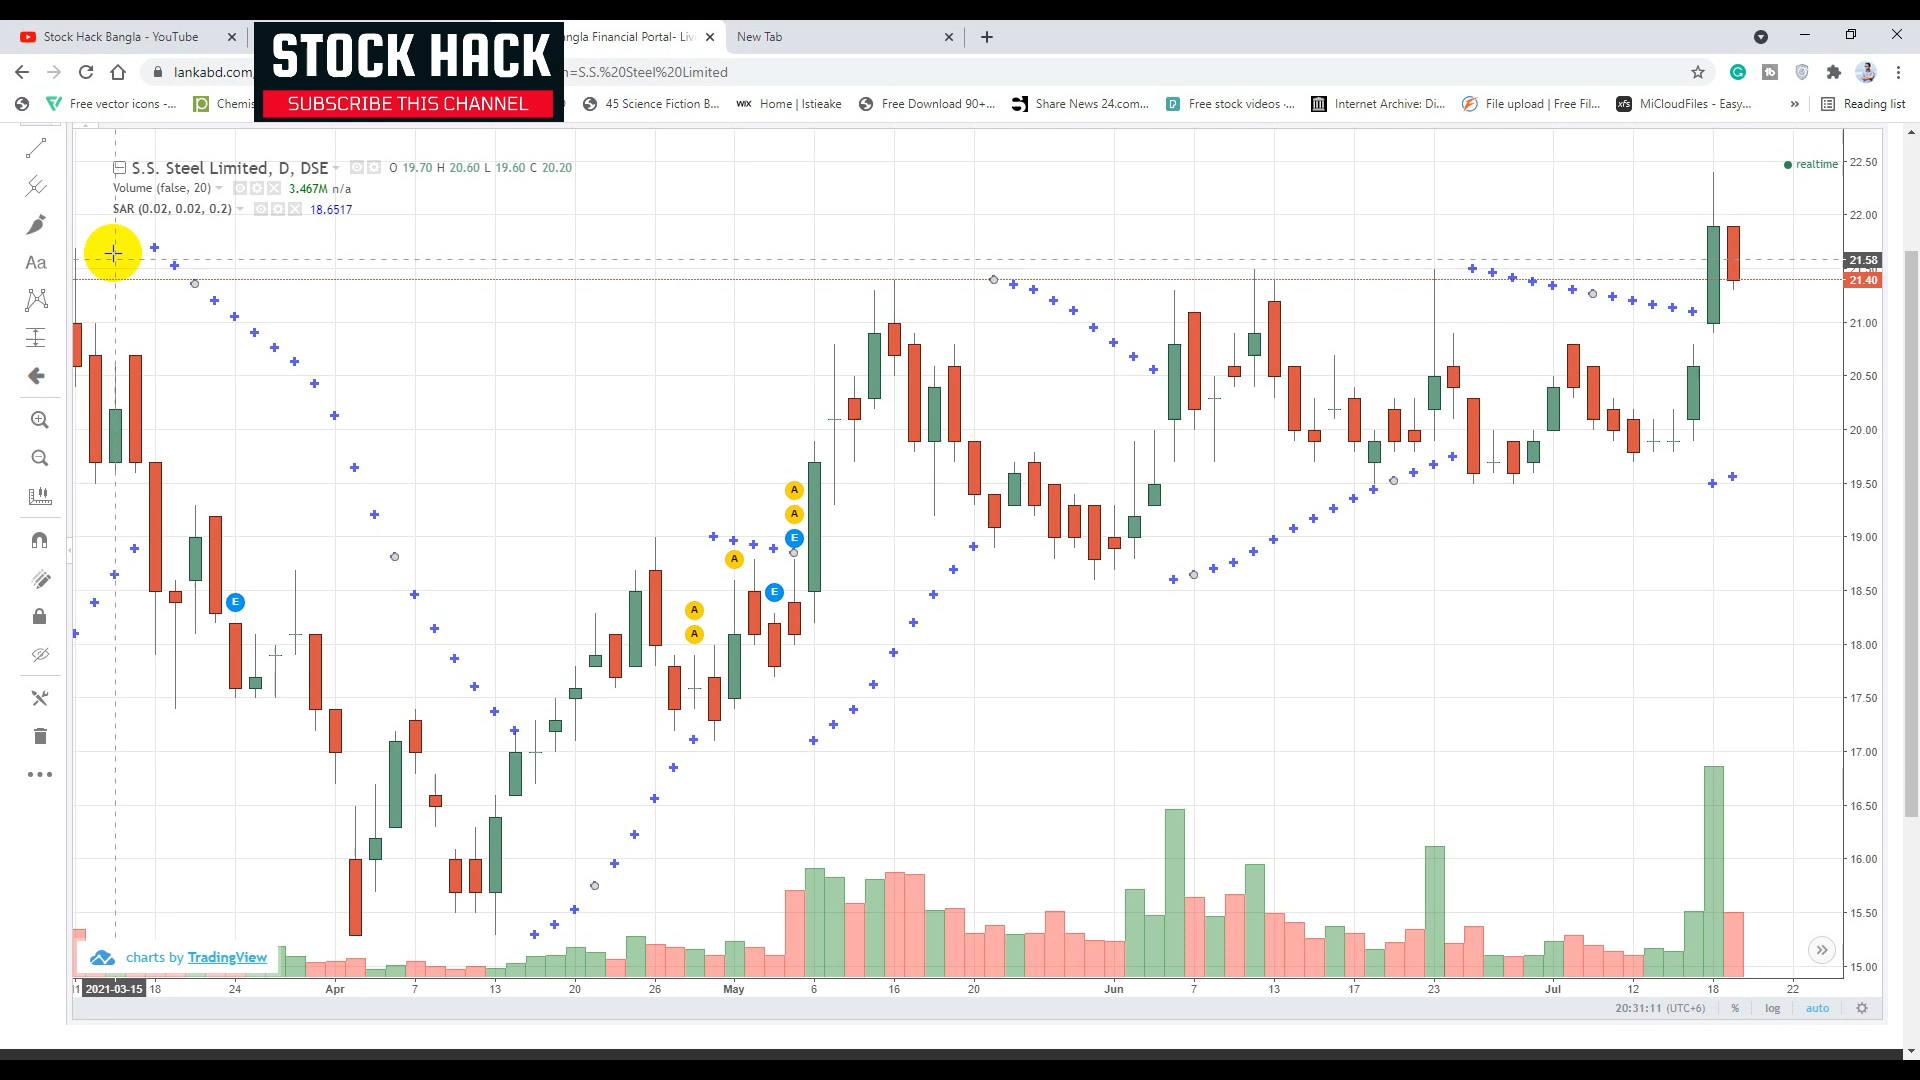 Stock Hack Bangla - YouTube
STOCK HACK
SUBSCRIBE THIS CHANNEL
angla Financial Portal- Liv
New Tab
lankabd.com/
=S.S.%20Steel%20Limited
Free vector icons -...
Chemis
45 Science Fiction B...
WIX Home | Istieake
Free Download 90+...
Share News 24.com...
Free stock videos -...
Internet Archive: Di...
File upload | Free Fil...
xfs MiCloudFiles - Easy...
»
Reading list
S.S. Steel Limited, D, DSE O 19.70 H 20.60 L 19.60 C 20.20
Volume (false, 20) 3.467M n/a
SAR (0.02, 0.02, 0.2) 18.6517
realtime
Aa
22.50
22.00
21.58
21.40
21.00
20.50
20.00
19.50
19.00
18.50
18.00
17.50
17.00
16.50
16.00
15.50
15.00
A
A
E
A
E
E
A
A
charts by TradingView
11 2021-03-15 18 24 Apr 7 13 20 26 May 6 16 20 Jun 7 13 17 23 Jul 12 18 22
20:31:11 (UTC+6) % log auto